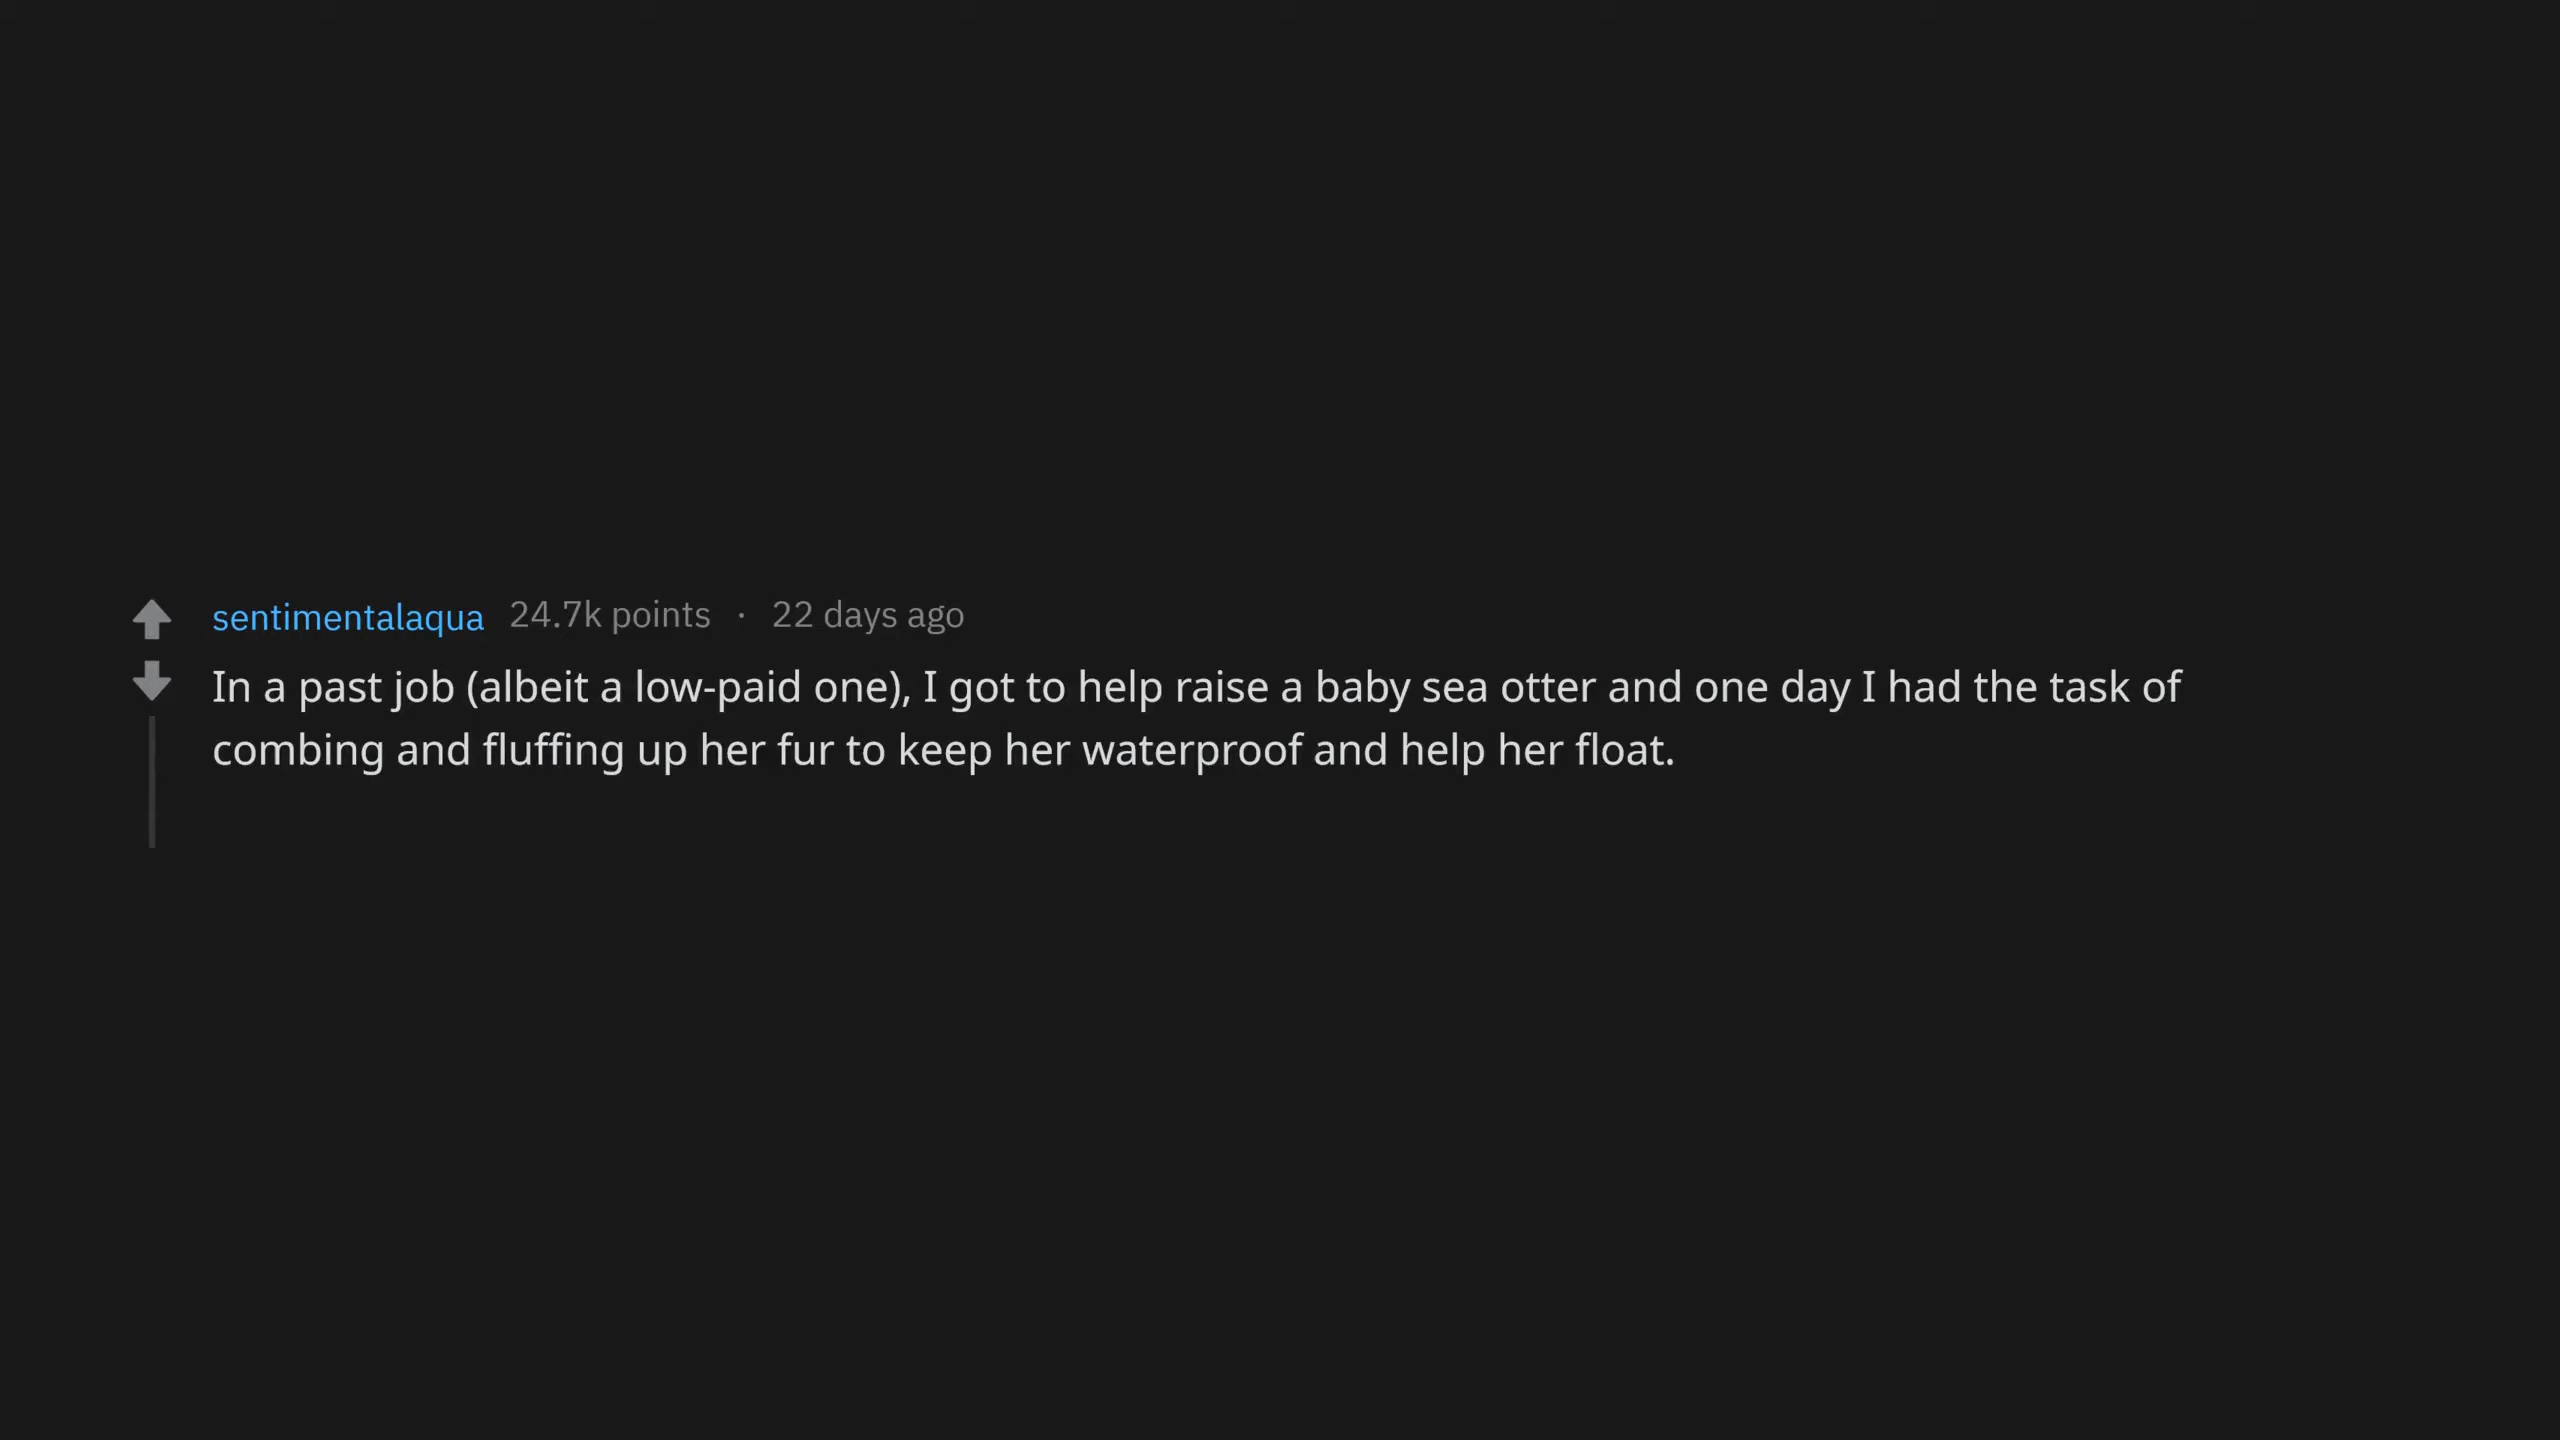 sentimentalaqua 24.7k points · 22 days ago
In a past job (albeit a low-paid one), I got to help raise a baby sea otter and one day I had the task of
combing and fluffing up her fur to keep her waterproof and help her float.